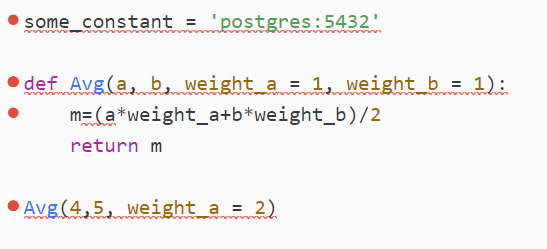 some_constant = 'postgres:5432'
def Avg(a, b, weight_a = 1, weight_b = 1):
    m=(a*weight_a+b*weight_b)/2
    return m
Avg(4,5, weight_a = 2)